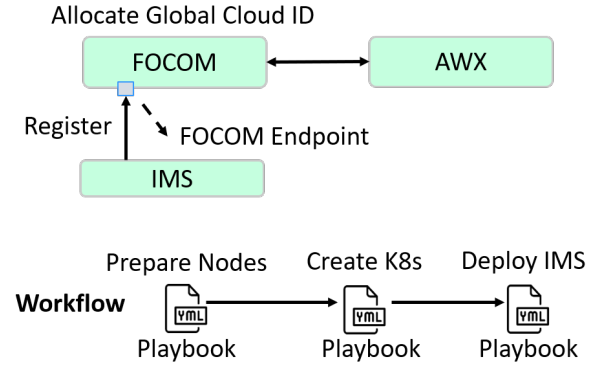 Allocate Global Cloud ID
FOCOM
AWX
Register
FOCOM Endpoint
IMS
Prepare Nodes
Create K8s
Deploy IMS
Workflow
YML
YML
YML
Playbook
Playbook
Playbook